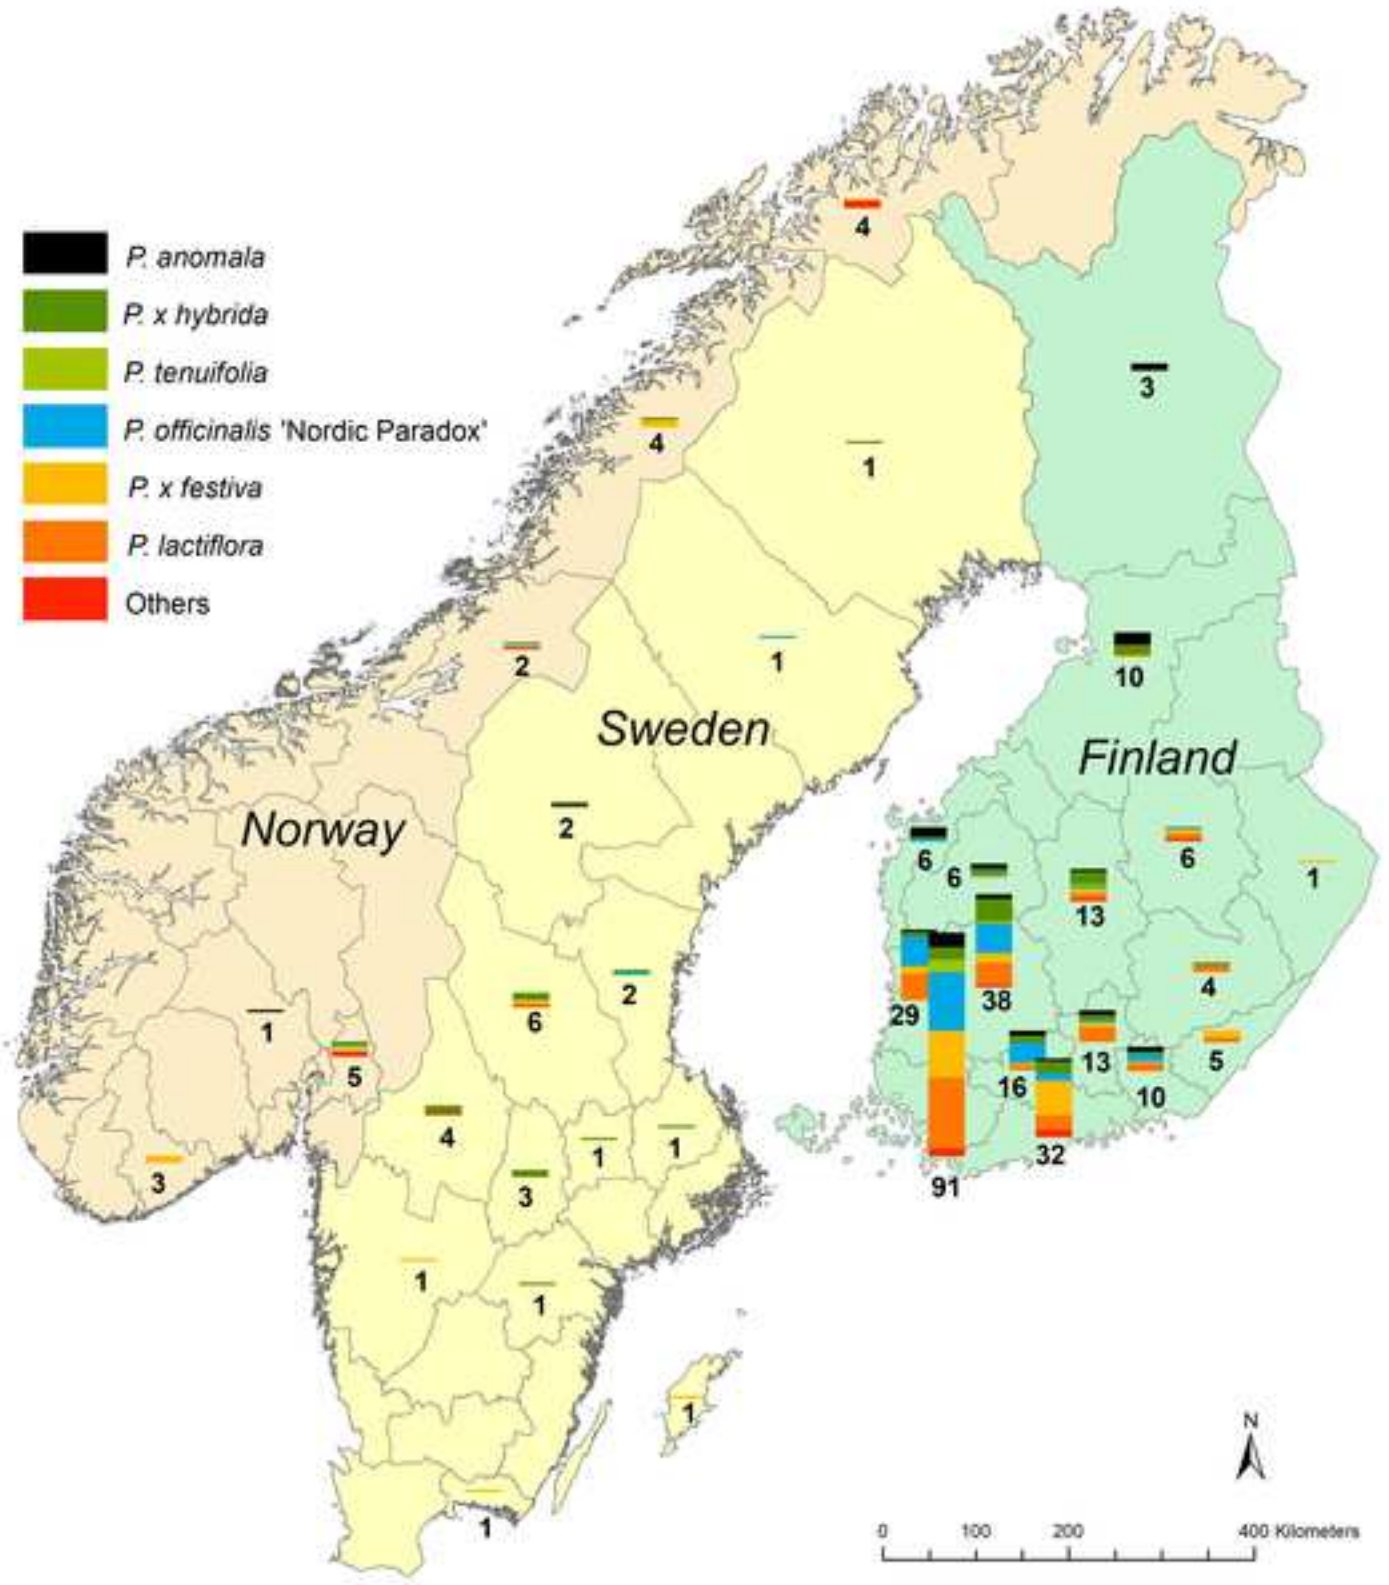 P. anomala
P. x hybrida
P. tenuifolia
P. officinalis 'Nordic Paradox'
P. x festiva
P. lactiflora
Others
4
3
4
1
2
1
10
Sweden
Finland
Norway
2
6
6
6
1
13
2
6
4
29
38
1
5
13
5
16
10
4
1
1
32
3
3
91
1
1
1
1
N
0 100 200 400 Kilometers